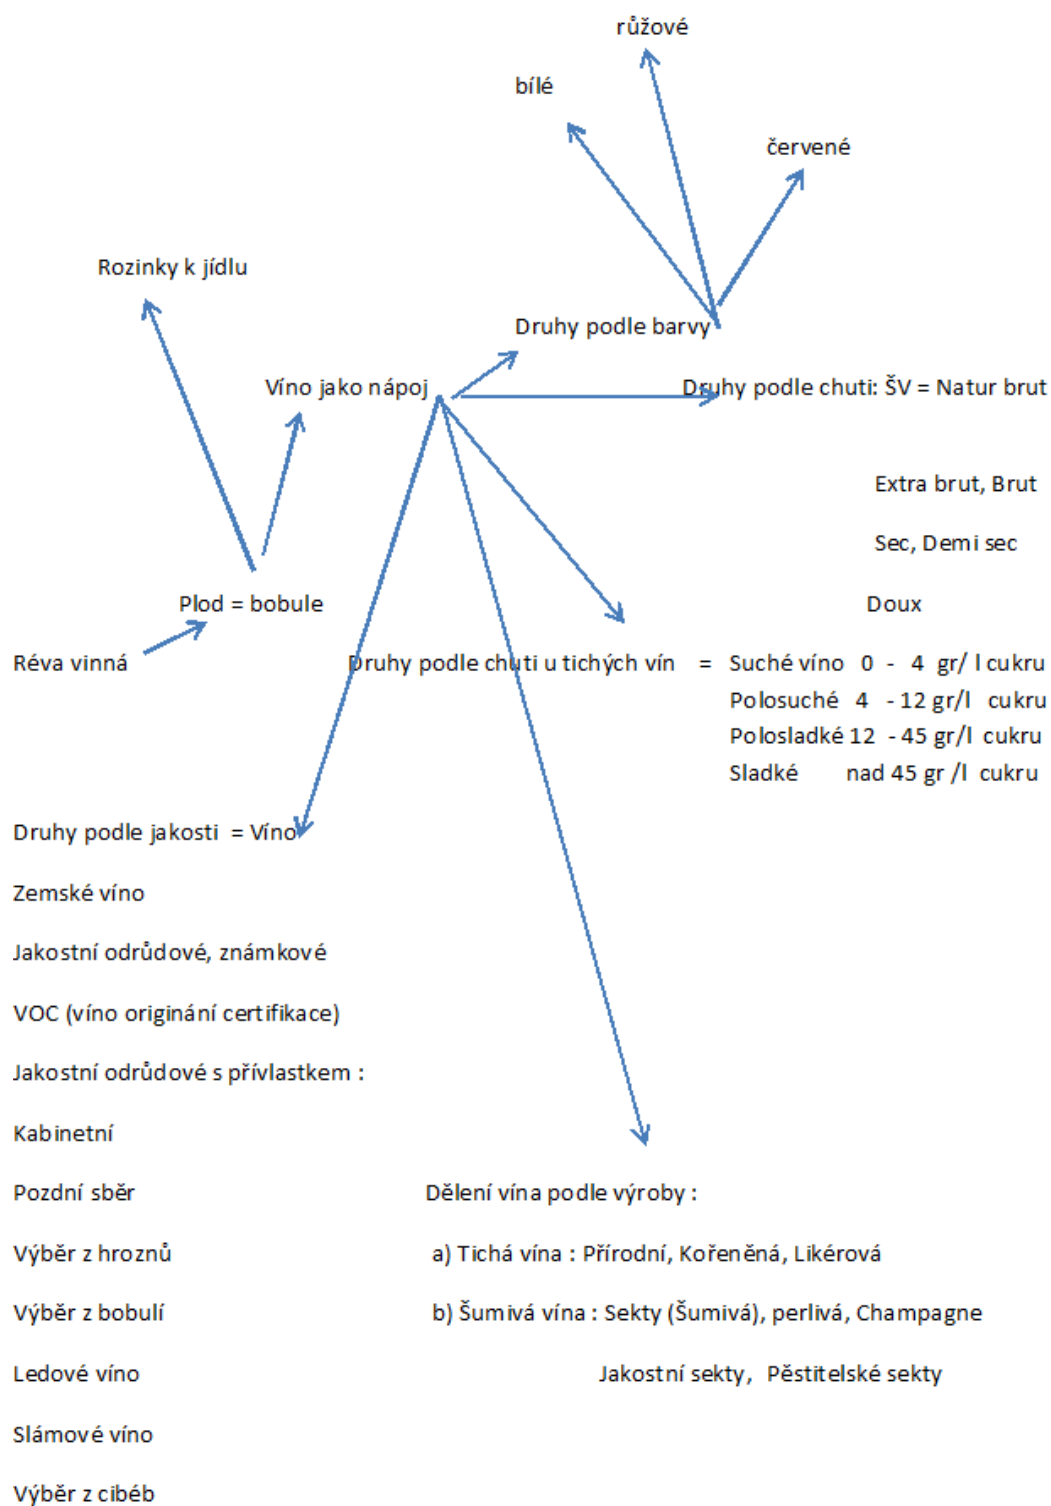 růžové
bílé
červené
Rozinky k jídlu
Druhy podle barvy
Víno jako nápoj
Druhy podle chuti: ŠV = Natur brut
Extra brut, Brut
Sec, Demi sec
Plod = bobule
Doux
Réva vinná
Druhy podle chuti u tichých vín = Suché víno 0 - 4 gr/ l cukru
Polosuché 4 - 12 gr/l cukru
Polosladké 12 - 45 gr/l cukru
Sladké nad 45 gr /l cukru
Druhy podle jakosti = Víno
Zemské víno
Jakostní odrůdové, známkové
VOC (víno originání certifikace)
Jakostní odrůdové s přívlastkem :
Kabinetní
Pozdní sběr
Dělení vína podle výroby :
Výběr z hroznů
a) Tichá vína : Přírodní, Kořeněná, Likérová
Výběr z bobulí
b) Šumivá vína : Sekty (Šumivá), perlivá, Champagne
Ledové víno
Jakostní sekty, Pěstitelské sekty
Slámové víno
Výběr z cibéb